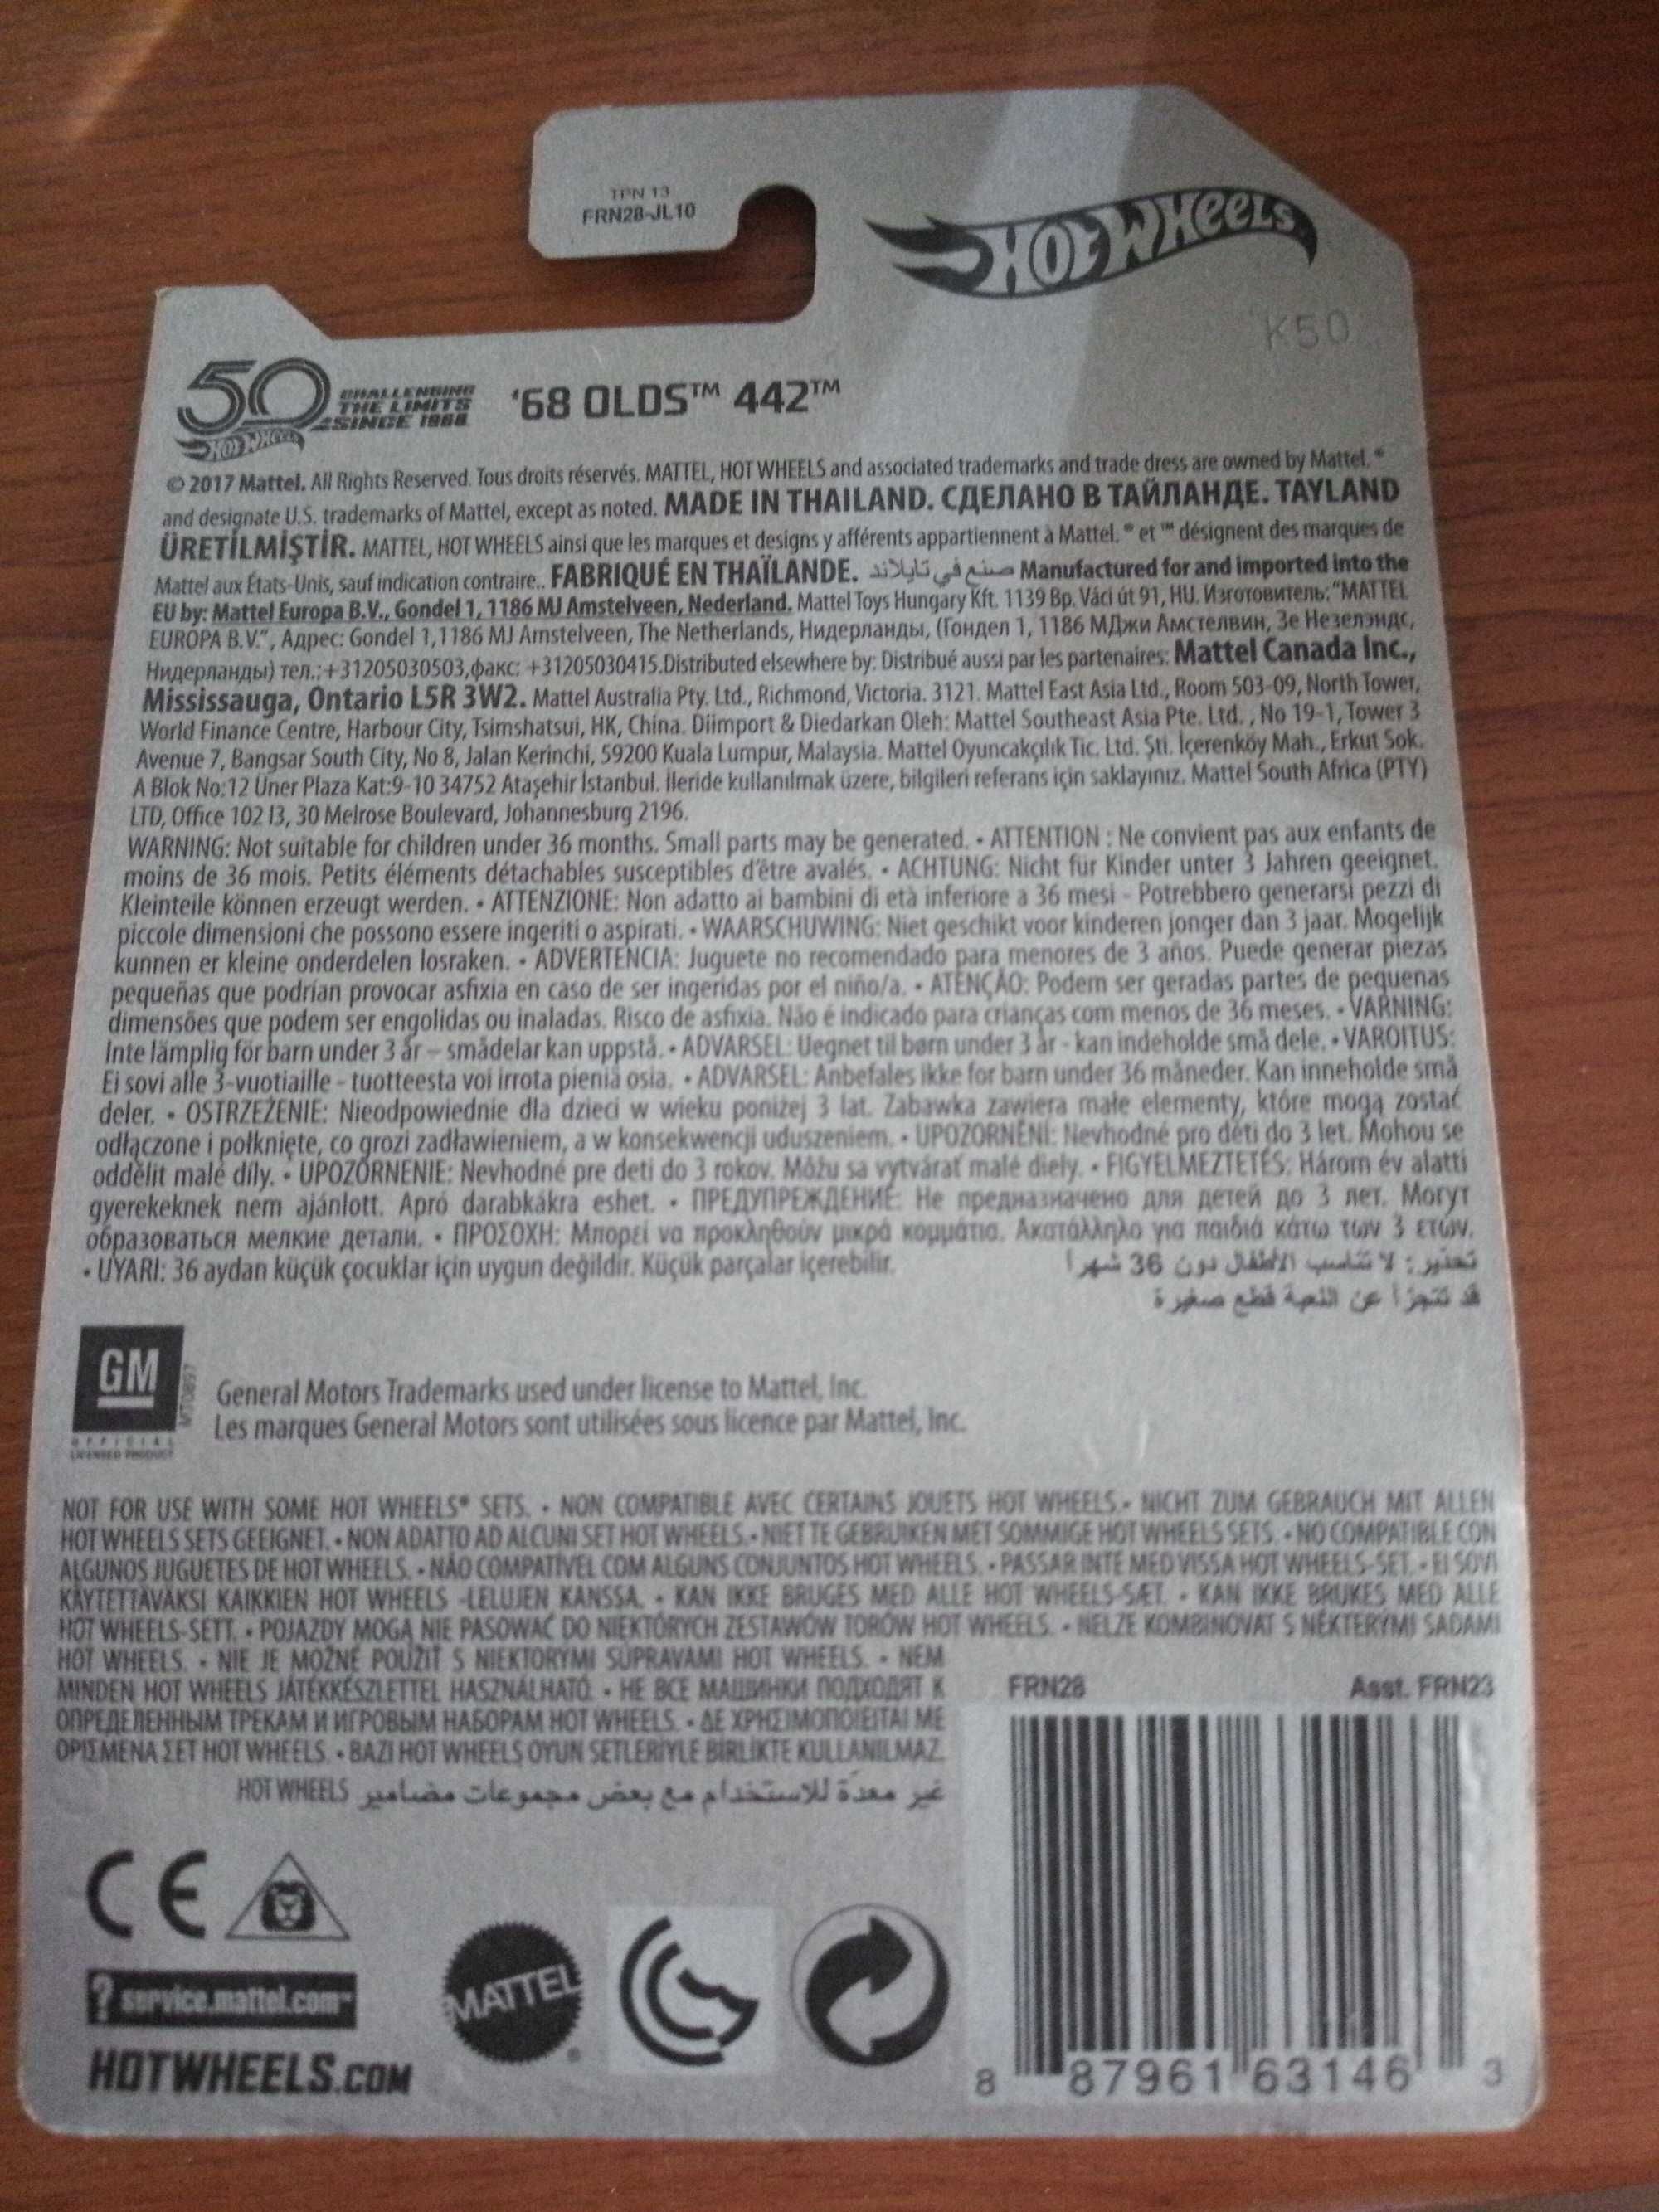 TPN 13
FRN28-JL10
HOT WHEELS
K50
50 CHALLENGING
THE LIMITS
SINCE 1968
HOT WHEELS
'68 OLDS™ 442™
© 2017 Mattel. All Rights Reserved. Tous droits réservés. MATTEL, HOT WHEELS and associated trademarks and trade dress are owned by Mattel. ®
and designate U.S. trademarks of Mattel, except as noted. MADE IN THAILAND. СДЕЛАНО В ТАЙЛАНДЕ. TAYLAND
ÜRETİLMİŞTİR. MATTEL, HOT WHEELS ainsi que les marques et designs y afférents appartiennent à Mattel. ® et ™ désignent des marques de
Mattel aux États-Unis, sauf indication contraire.. FABRIQUÉ EN THAÏLANDE. صنع في تايلاند Manufactured for and imported into the
EU by: Mattel Europa B.V., Gondel 1, 1186 MJ Amstelveen, Nederland. Mattel Toys Hungary Kft. 1139 Bp. Váci út 91, HU. Изготовитель: "MATTEL
EUROPA B.V.", Адрес: Gondel 1, 1186 MJ Amstelveen, The Netherlands, Нидерланды, (Гондел 1, 1186 МДжи Амстелвин, Зе Незелэндс,
Нидерланды) тел.:+31205030503,факс: +31205030415.Distributed elsewhere by: Distribué aussi par les partenaires: Mattel Canada Inc.,
Mississauga, Ontario L5R 3W2. Mattel Australia Pty. Ltd., Richmond, Victoria. 3121. Mattel East Asia Ltd., Room 503-09, North Tower,
World Finance Centre, Harbour City, Tsimshatsui, HK, China. Diimport & Diedarkan Oleh: Mattel Southeast Asia Pte. Ltd. , No 19-1, Tower 3
Avenue 7, Bangsar South City, No 8, Jalan Kerinchi, 59200 Kuala Lumpur, Malaysia. Mattel Oyuncakçılık Tic. Ltd. Şti. İçerenköy Mah., Erkut Sok.
A Blok No:12 Üner Plaza Kat:9-10 34752 Ataşehir İstanbul. İleride kullanılmak üzere, bilgileri referans için saklayınız. Mattel South Africa (PTY)
LTD, Office 102 I3, 30 Melrose Boulevard, Johannesburg 2196.
WARNING: Not suitable for children under 36 months. Small parts may be generated. • ATTENTION : Ne convient pas aux enfants de
moins de 36 mois. Petits éléments détachables susceptibles d'être avalés. • ACHTUNG: Nicht für Kinder unter 3 Jahren geeignet.
Kleinteile können erzeugt werden. • ATTENZIONE: Non adatto ai bambini di età inferiore a 36 mesi - Potrebbero generarsi pezzi di
piccole dimensioni che possono essere ingeriti o aspirati. • WAARSCHUWING: Niet geschikt voor kinderen jonger dan 3 jaar. Mogelijk
kunnen er kleine onderdelen losraken. • ADVERTENCIA: Juguete no recomendado para menores de 3 años. Puede generar piezas
pequeñas que podrían provocar asfixia en caso de ser ingeridas por el niño/a. • ATENÇÃO: Podem ser geradas partes de pequenas
dimensões que podem ser engolidas ou inaladas. Risco de asfixia. Não é indicado para crianças com menos de 36 meses. • VARNING:
Inte lämplig för barn under 3 år – smådelar kan uppstå. • ADVARSEL: Uegnet til børn under 3 år - kan indeholde små dele. • VAROITUS:
Ei sovi alle 3-vuotiaille - tuotteesta voi irrota pieniä osia. • ADVARSEL: Anbefales ikke for barn under 36 måneder. Kan inneholde små
deler. • OSTRZEŻENIE: Nieodpowiednie dla dzieci w wieku poniżej 3 lat. Zabawka zawiera małe elementy, które mogą zostać
odłączone i połknięte, co grozi zadławieniem, a w konsekwencji uduszeniem. • UPOZORNĚNÍ: Nevhodné pro děti do 3 let. Mohou se
oddělit malé díly. • UPOZORNENIE: Nevhodné pre deti do 3 rokov. Môžu sa vytvárať malé diely. • FIGYELMEZTETÉS: Három év alatti
gyerekeknek nem ajánlott. Apró darabkákra eshet. • ПРЕДУПРЕЖДЕНИЕ: Не предназначено для детей до 3 лет. Могут
образоваться мелкие детали. • ΠΡΟΣΟΧΗ: Μπορεί να προκληθούν μικρά κομμάτια. Ακατάλληλο για παιδιά κάτω των 3 ετών.
• UYARI: 36 aydan küçük çocuklar için uygun değildir. Küçük parçalar içerebilir. تحذير: لا تناسب الأطفال دون 36 شهراً
قد تتجزأ عن اللعبة قطع صغيرة
GM
MT08697
OFFICIAL
LICENSED PRODUCT
General Motors Trademarks used under license to Mattel, Inc.
Les marques General Motors sont utilisées sous licence par Mattel, Inc.
NOT FOR USE WITH SOME HOT WHEELS® SETS. • NON COMPATIBLE AVEC CERTAINS JOUETS HOT WHEELS.• NICHT ZUM GEBRAUCH MIT ALLEN
HOT WHEELS SETS GEEIGNET. • NON ADATTO AD ALCUNI SET HOT WHEELS.• NIET TE GEBRUIKEN MET SOMMIGE HOT WHEELS SETS. • NO COMPATIBLE CON
ALGUNOS JUGUETES DE HOT WHEELS. • NÃO COMPATÍVEL COM ALGUNS CONJUNTOS HOT WHEELS. • PASSAR INTE MED VISSA HOT WHEELS-SET. • EI SOVI
KÄYTETTÄVÄKSI KAIKKIEN HOT WHEELS -LELUJEN KANSSA. • KAN IKKE BRUGES MED ALLE HOT WHEELS-SÆT. • KAN IKKE BRUKES MED ALLE
HOT WHEELS-SETT. • POJAZDY MOGĄ NIE PASOWAĆ DO NIEKTÓRYCH ZESTAWÓW TORÓW HOT WHEELS. • NELZE KOMBINOVAT S NĚKTERÝMI SADAMI
HOT WHEELS. • NIE JE MOŽNÉ POUŽIŤ S NIEKTORÝMI SÚPRAVAMI HOT WHEELS. • NEM
MINDEN HOT WHEELS JÁTÉKKÉSZLETTEL HASZNÁLHATÓ. • НЕ ВСЕ МАШИНКИ ПОДХОДЯТ К
ОПРЕДЕЛЕННЫМ ТРЕКАМ И ИГРОВЫМ НАБОРАМ HOT WHEELS. • ΔΕ ΧΡΗΣΙΜΟΠΟΙΕΙΤΑΙ ΜΕ
ΟΡΙΣΜΕΝΑ ΣΕΤ HOT WHEELS. • BAZI HOT WHEELS OYUN SETLERİYLE BİRLİKTE KULLANILMAZ.
غير معدة للاستخدام مع بعض مجموعات مضامير HOT WHEELS
FRN28 Asst. FRN23
CE
? service.mattel.com™
HOTWHEELS.COM
MATTEL®
8 87961 63146 3